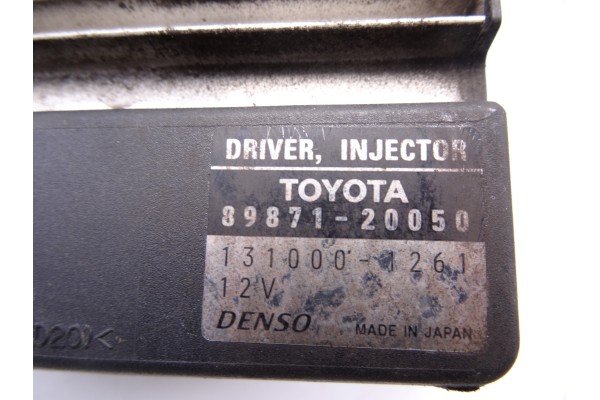 DRIVER, INJECTOR
TOYOTA
89871-20050
131000-1261
12V
DENSO MADE IN JAPAN